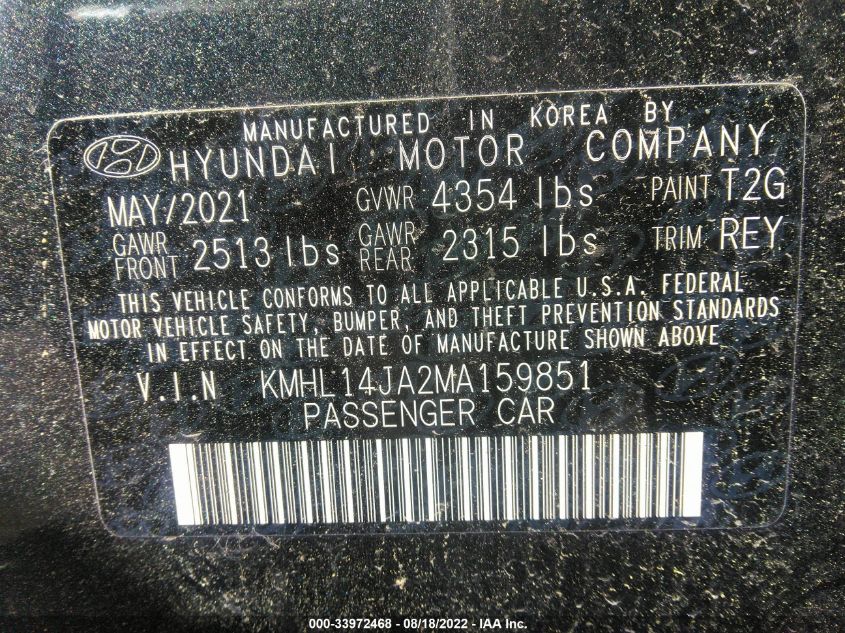 MANUFACTURED IN KOREA BY
HYUNDAI MOTOR COMPANY
MAY/2021 GVWR 4354 lbs PAINT T2G
GAWR FRONT 2513 lbs GAWR REAR 2315 lbs TRIM REY
THIS VEHICLE CONFORMS TO ALL APPLICABLE U.S.A. FEDERAL
MOTOR VEHICLE SAFETY, BUMPER, AND THEFT PREVENTION STANDARDS
IN EFFECT ON THE DATE OF MANUFACTURE SHOWN ABOVE
V.I.N KMHL14JA2MA159851
PASSENGER CAR
000-33972468 - 08/18/2022 - IAA Inc.